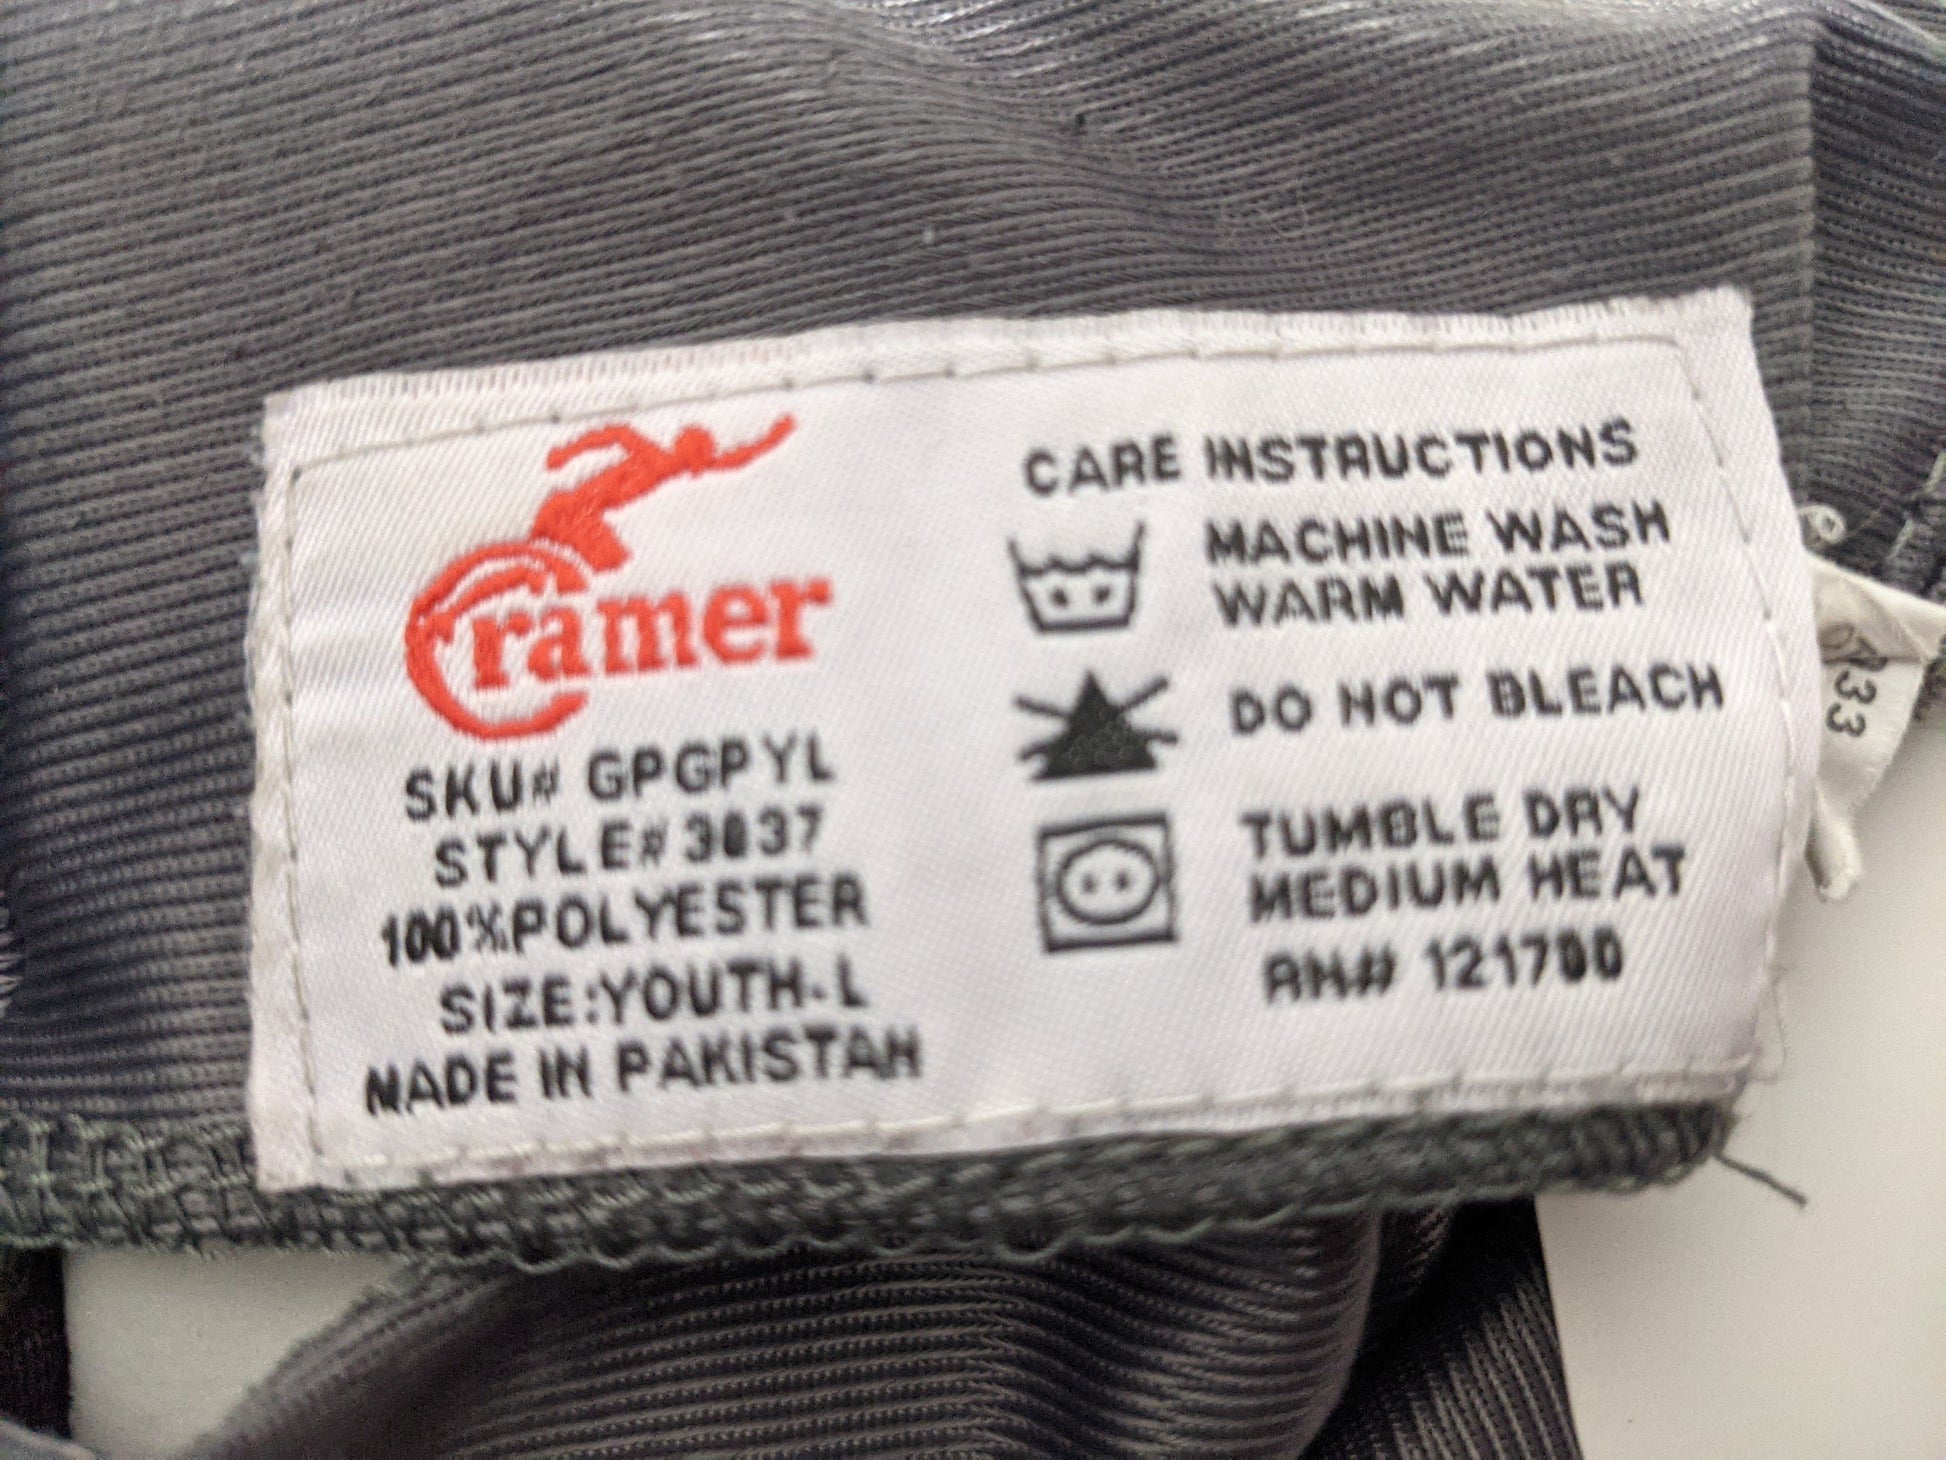 Cramer
SKU# GPGPYL
STYLE# 3037
100%POLYESTER
SIZE:YOUTH-L
MADE IN PAKISTAN
CARE INSTRUCTIONS
MACHINE WASH
WARM WATER
DO NOT BLEACH
TUMBLE DRY
MEDIUM HEAT
RN# 121700